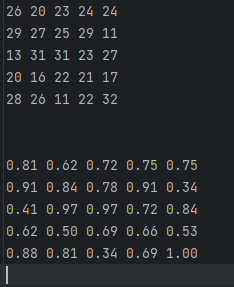 26 20 23 24 24
29 27 25 29 11
13 31 31 23 27
20 16 22 21 17
28 26 11 22 32
0.81 0.62 0.72 0.75 0.75
0.91 0.84 0.78 0.91 0.34
0.41 0.97 0.97 0.72 0.84
0.62 0.50 0.69 0.66 0.53
0.88 0.81 0.34 0.69 1.00